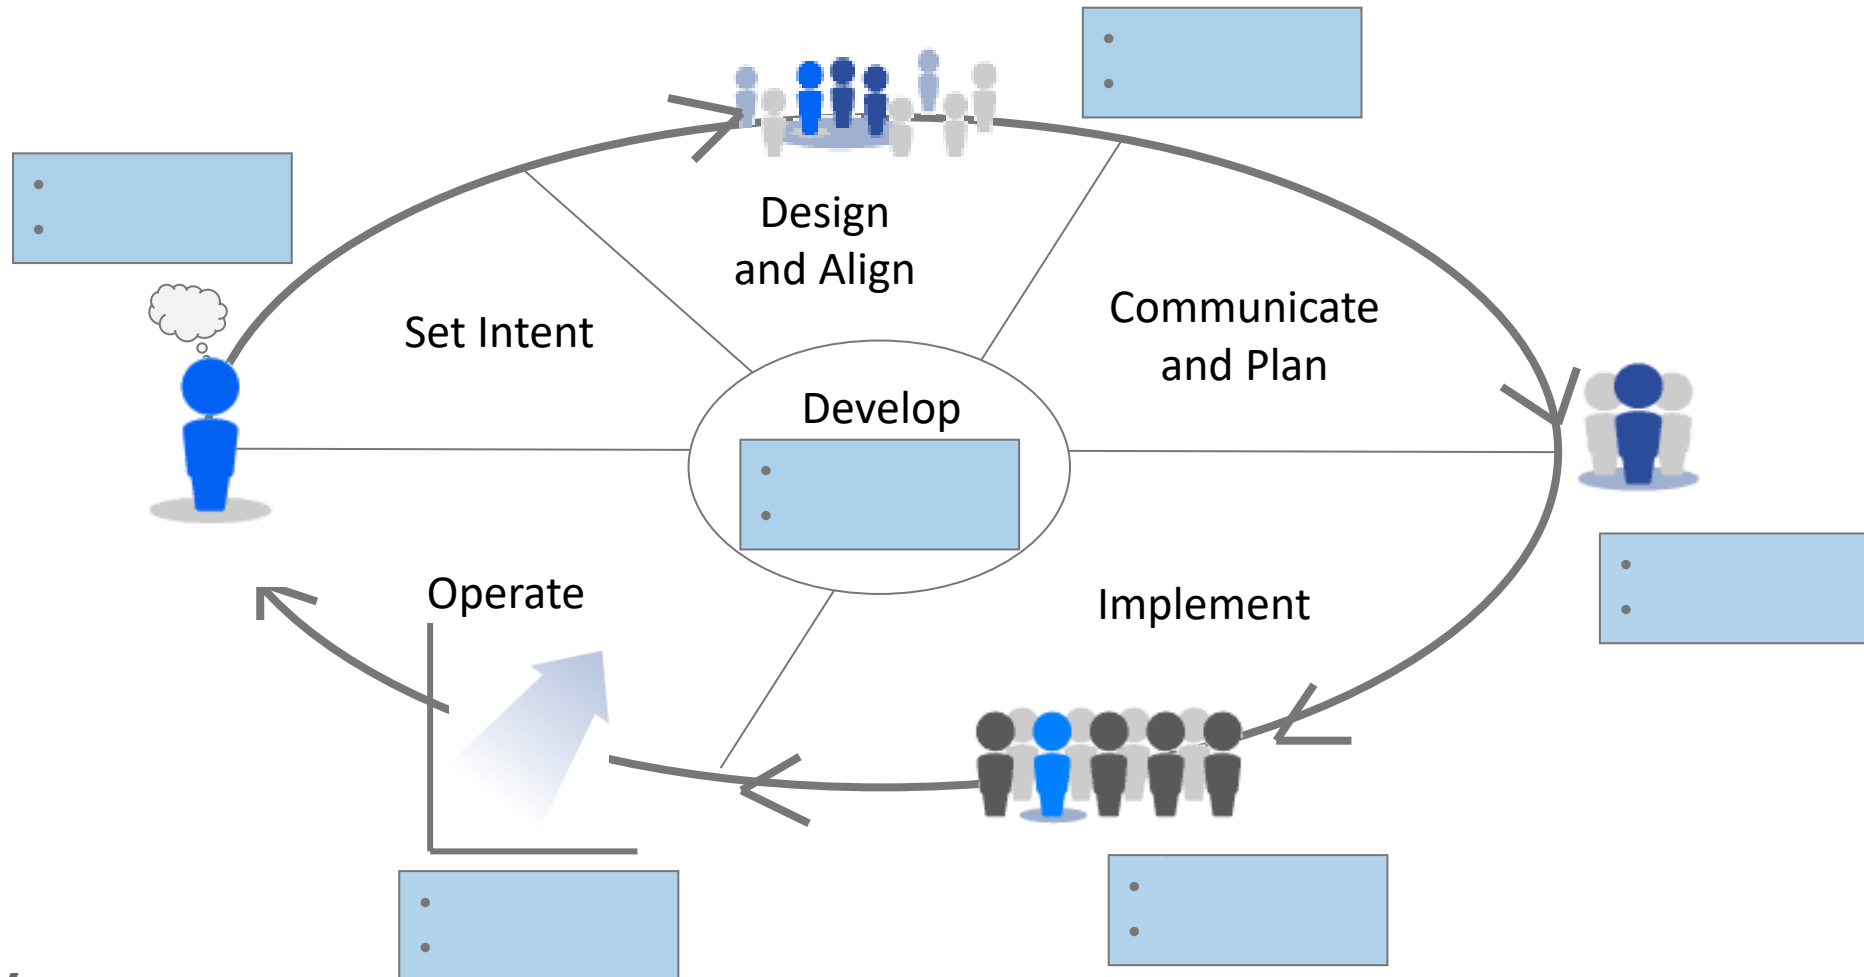 Design
and Align
Communicate
and Plan
Set Intent
Develop
•
•
Operate
Implement
•
•
•
•
•
•
•
•
•
•